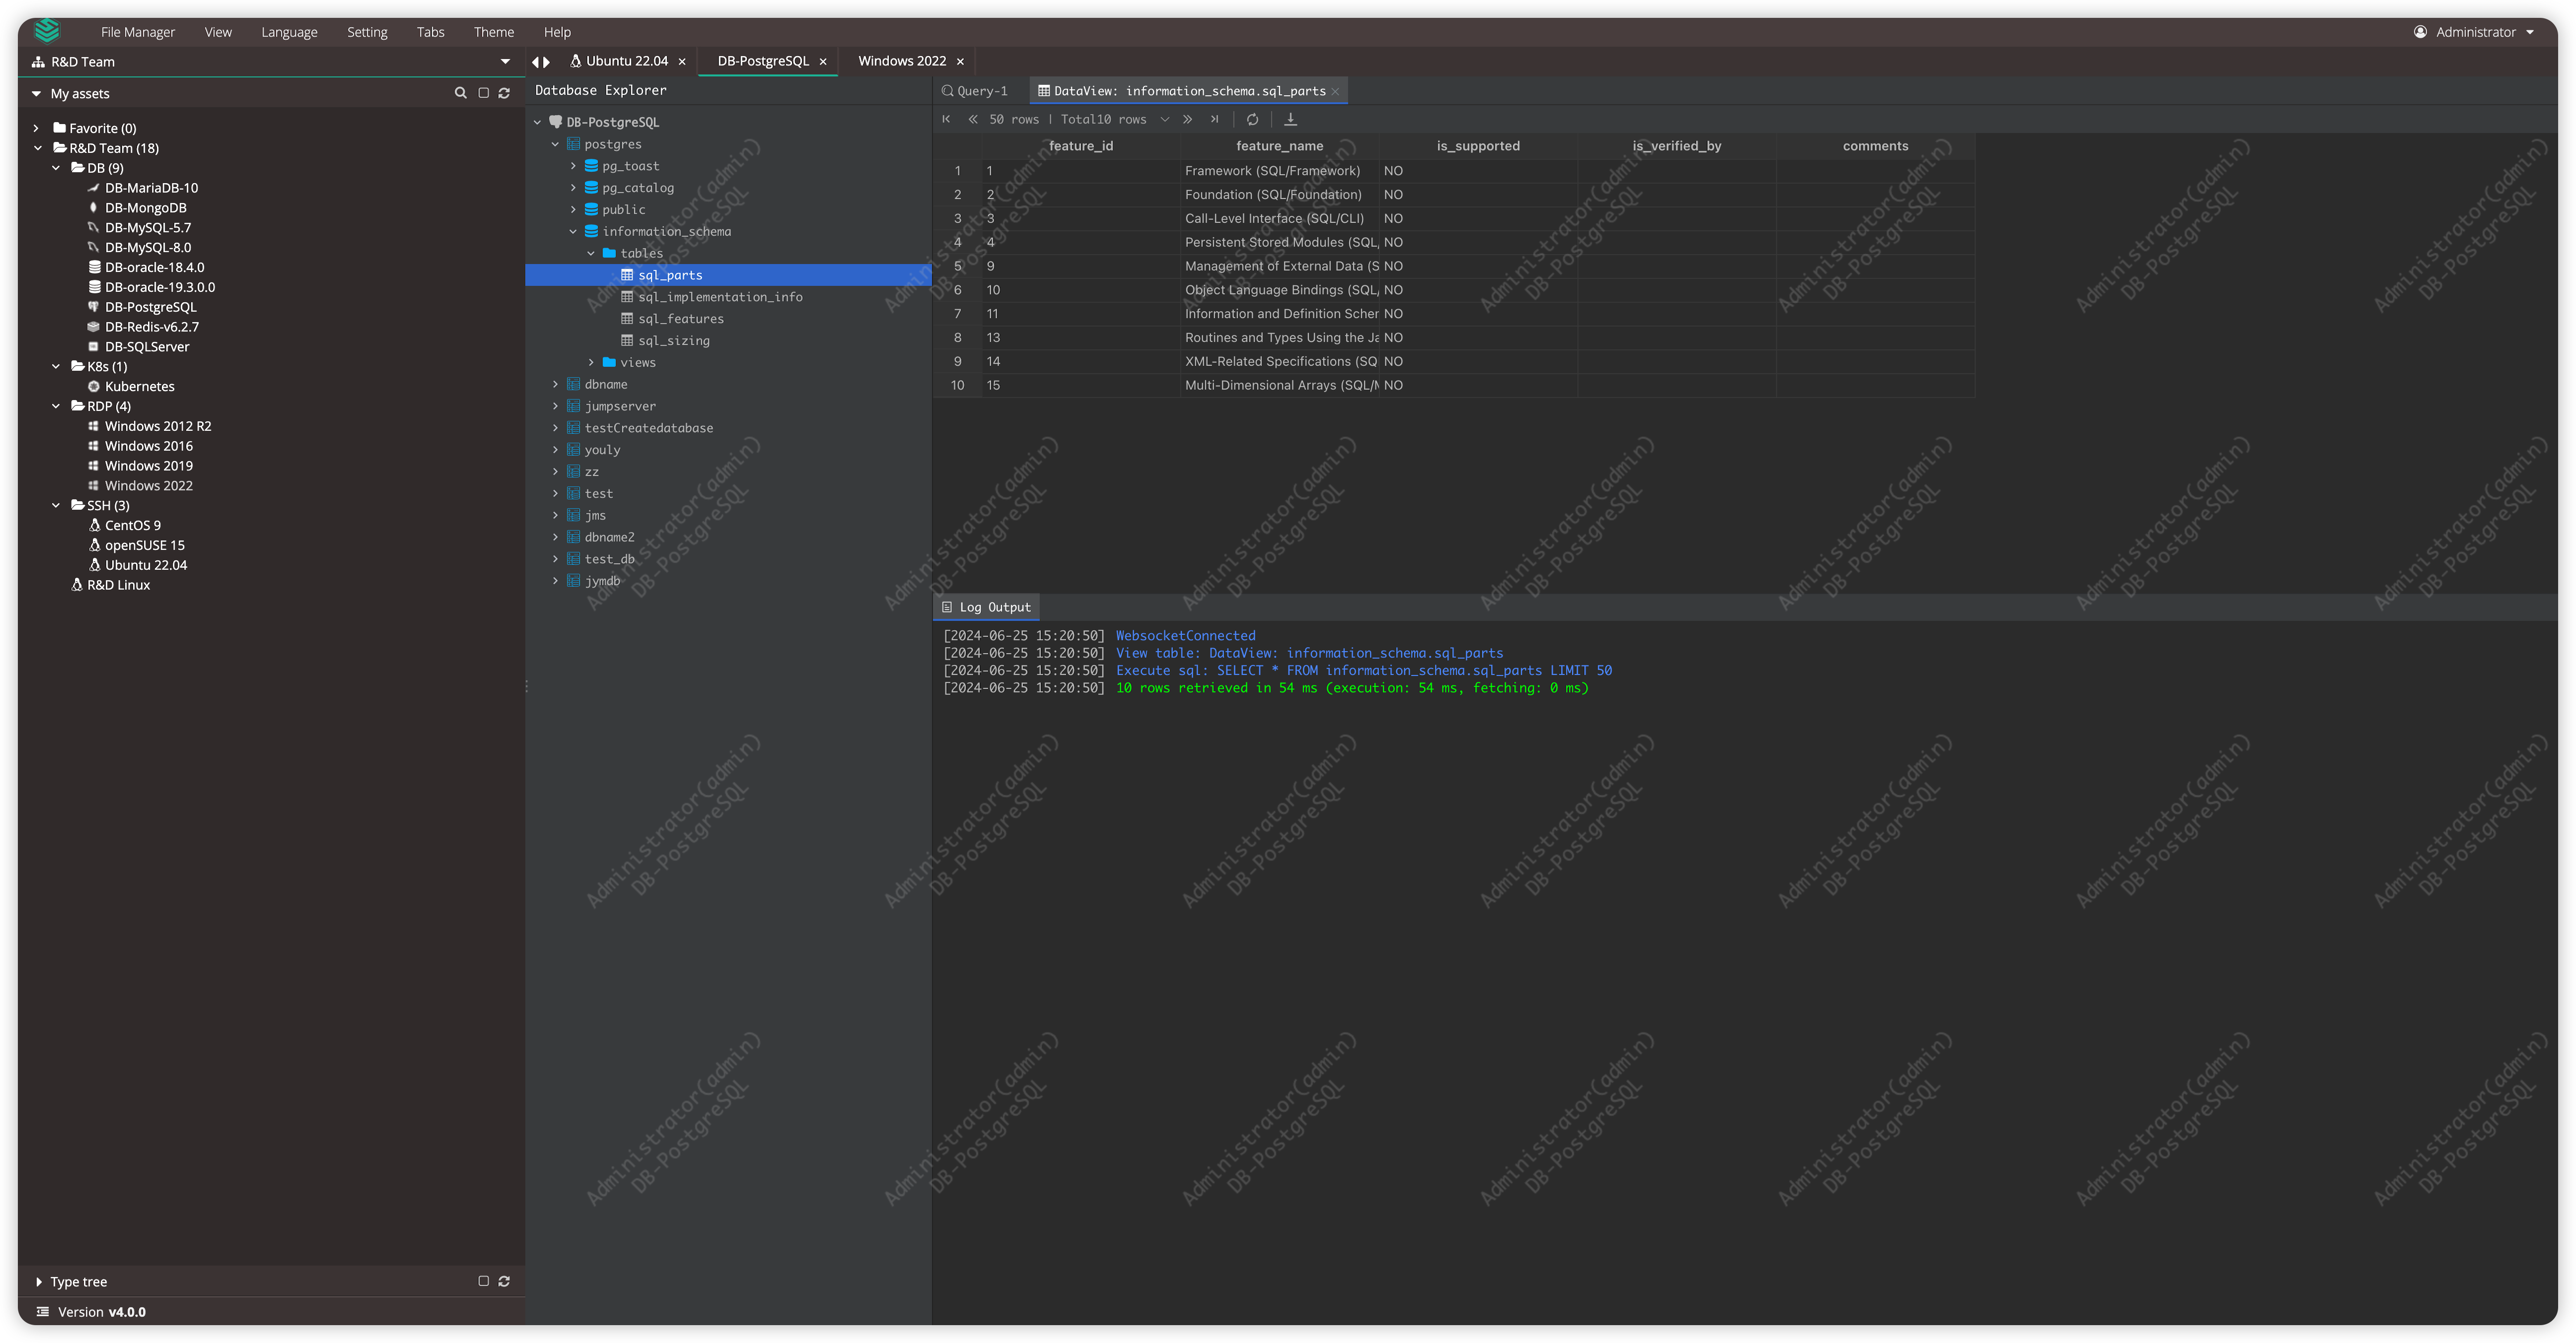 File Manager View Language Setting Tabs Theme Help
Administrator
R&D Team
My assets
Favorite (0)
R&D Team (18)
DB (9)
DB-MariaDB-10
DB-MongoDB
DB-MySQL-5.7
DB-MySQL-8.0
DB-oracle-18.4.0
DB-oracle-19.3.0.0
DB-PostgreSQL
DB-Redis-v6.2.7
DB-SQLServer
K8s (1)
Kubernetes
RDP (4)
Windows 2012 R2
Windows 2016
Windows 2019
Windows 2022
SSH (3)
CentOS 9
openSUSE 15
Ubuntu 22.04
R&D Linux
Type tree
Version v4.0.0
Ubuntu 22.04 DB-PostgreSQL Windows 2022
Database Explorer
DB-PostgreSQL
postgres
pg_toast
pg_catalog
public
information_schema
tables
sql_parts
sql_implementation_info
sql_features
sql_sizing
views
dbname
jumpserver
testCreatedatabase
youly
zz
test
jms
dbname2
test_db
jymdb
Query-1 DataView: information_schema.sql_parts
50 rows | Total10 rows
feature_id feature_name is_supported is_verified_by comments
1 1 Framework (SQL/Framework) NO
2 2 Foundation (SQL/Foundation) NO
3 3 Call-Level Interface (SQL/CLI) NO
4 4 Persistent Stored Modules (SQL, NO
5 9 Management of External Data (S NO
6 10 Object Language Bindings (SQL, NO
7 11 Information and Definition Scher NO
8 13 Routines and Types Using the Ja NO
9 14 XML-Related Specifications (SQ NO
10 15 Multi-Dimensional Arrays (SQL/M NO
Log Output
[2024-06-25 15:20:50] WebsocketConnected
[2024-06-25 15:20:50] View table: DataView: information_schema.sql_parts
[2024-06-25 15:20:50] Execute sql: SELECT * FROM information_schema.sql_parts LIMIT 50
[2024-06-25 15:20:50] 10 rows retrieved in 54 ms (execution: 54 ms, fetching: 0 ms)
Administrator(admin)
DB-PostgreSQL